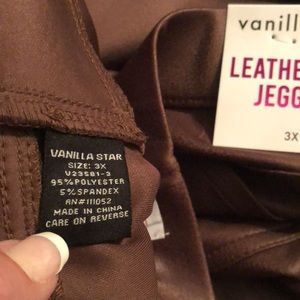 vanill
LEATHE
JEGG
3X
VANILLA STAR
SIZE: 3X
V23581-3
95%POLYESTER
5%SPANDEX
RN#111052
MADE IN CHINA
CARE ON REVERSE